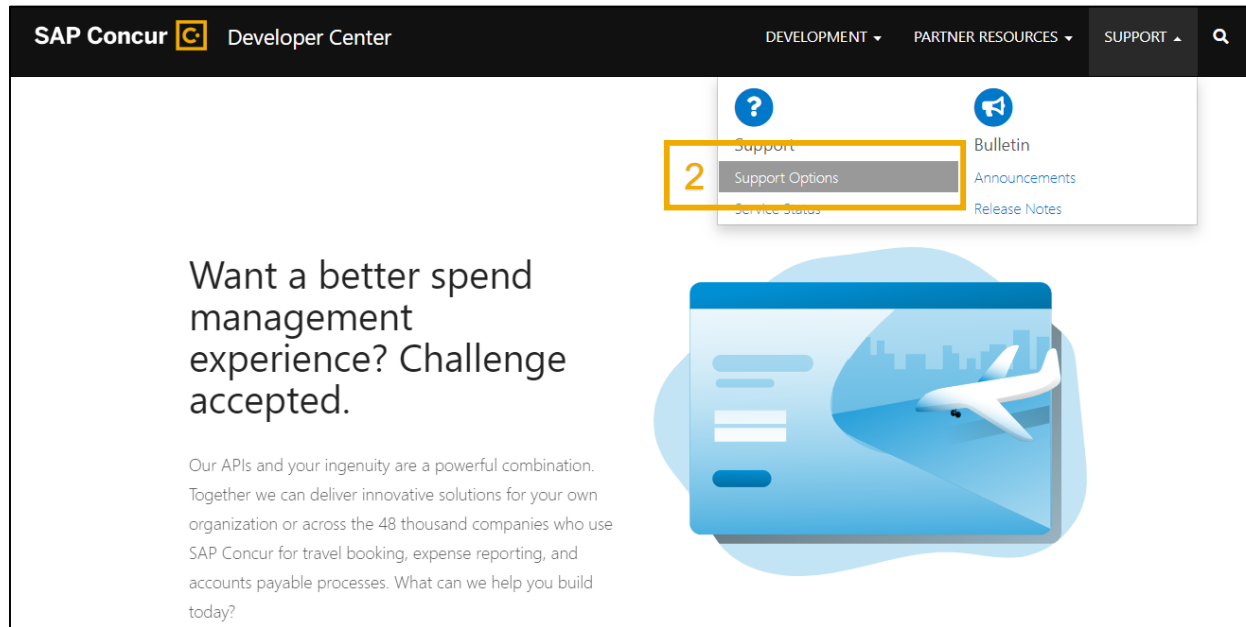 SAP Concur C. Developer Center
DEVELOPMENT PARTNER RESOURCES SUPPORT
Support Bulletin
2 Support Options Announcements
Service Status Release Notes
Want a better spend
management
experience? Challenge
accepted.
Our APIs and your ingenuity are a powerful combination.
Together we can deliver innovative solutions for your own
organization or across the 48 thousand companies who use
SAP Concur for travel booking, expense reporting, and
accounts payable processes. What can we help you build
today?